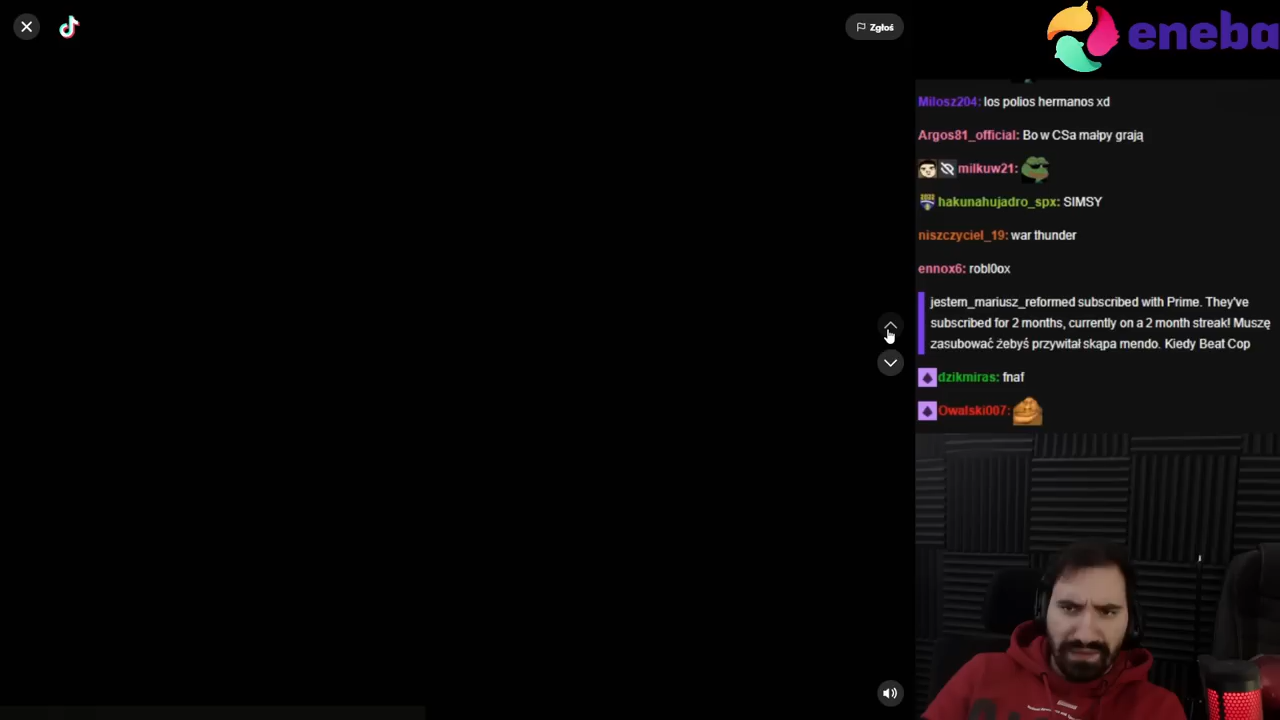 Zgłoś
eneba
Milosz204: los polios hermanos xd
Argos81_official: Bo w CSa małpy grają
milkuw21:
hakunahujadro_spx: SIMSY
niszczyciel_19: war thunder
ennox6: robl0ox
jestem_mariusz_reformed subscribed with Prime. They've
subscribed for 2 months, currently on a 2 month streak! Muszę
zasubować żebyś przywitał skąpa mendo. Kiedy Beat Cop
dzikmiras: fnaf
Owalski007: